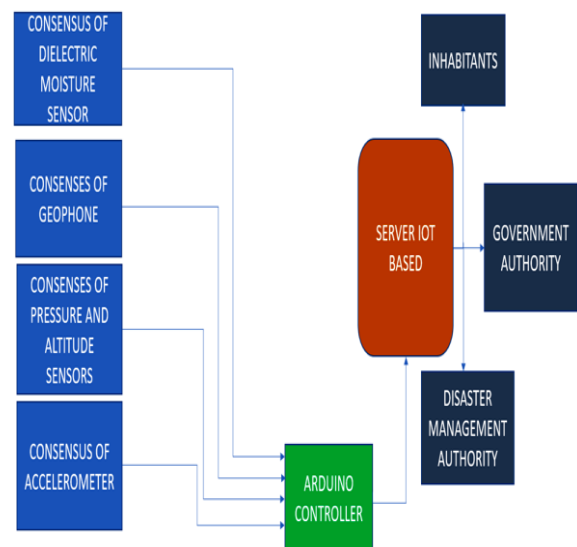 CONSENSUS OF
DIELECTRIC
MOISTURE
SENSOR
CONSENSES OF
GEOPHONE
CONSENSES OF
PRESSURE AND
ALTITUDE
SENSORS
CONSENSUS OF
ACCELEROMETER
ARDUINO
CONTROLLER
SERVER IOT
BASED
INHABITANTS
GOVERNMENT
AUTHORITY
DISASTER
MANAGEMENT
AUTHORITY